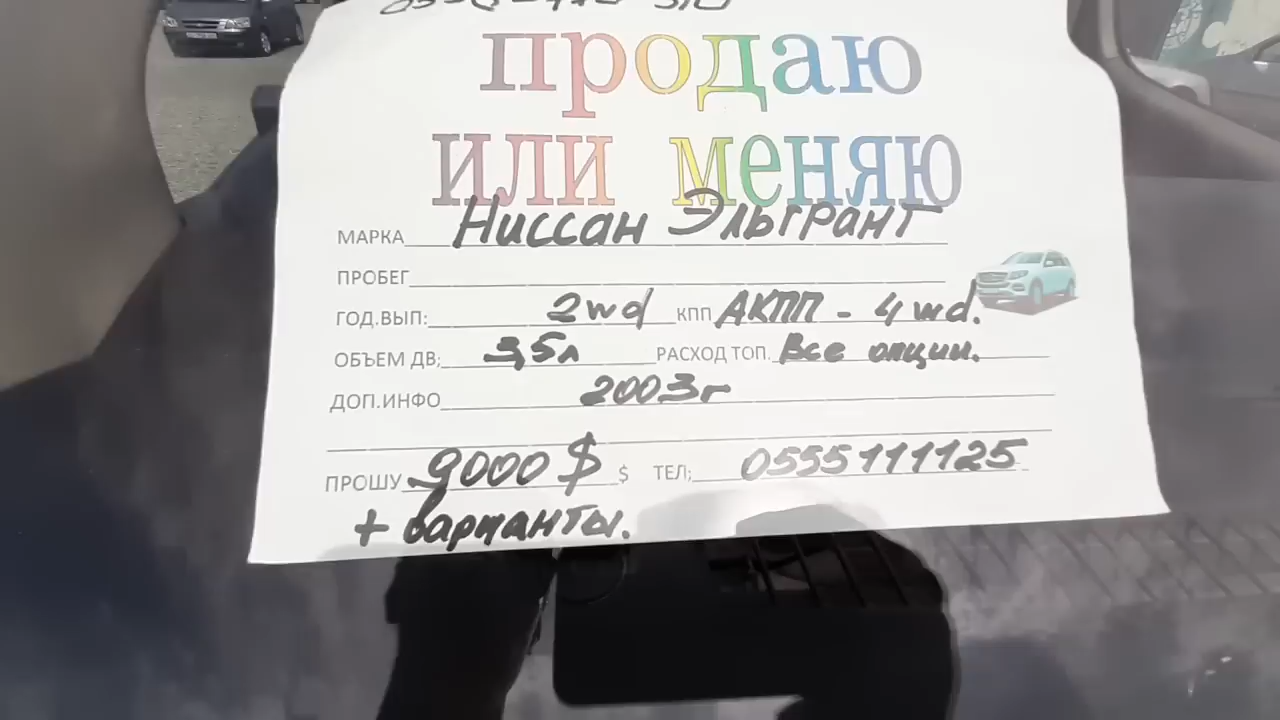 продаю
или меняю
МАРКА Ниссан Эльгрант
ПРОБЕГ
ГОД.ВЫП: 2wd КПП АКПП - 4wd.
ОБЪЕМ ДВ; 3,5л РАСХОД ТОП. Все опции.
ДОП.ИНФО 2003г
ПРОШУ 9000$ $ ТЕЛ; 0555111125
+ варианты.